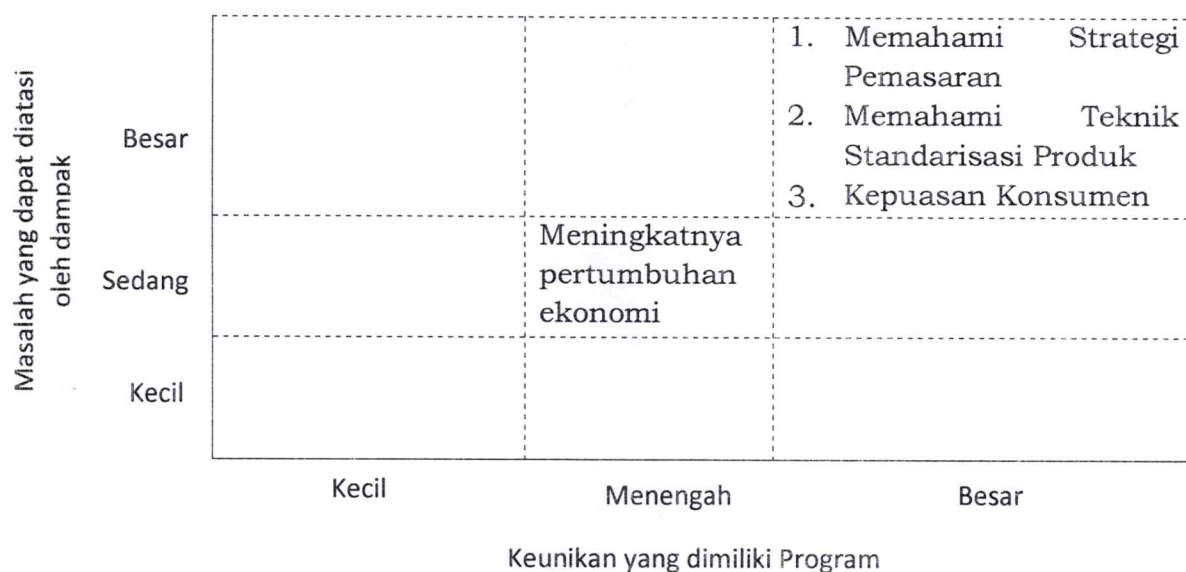 Masalah yang dapat diatasi
oleh dampak
Besar
1. Memahami Strategi
Pemasaran
2. Memahami Teknik
Standarisasi Produk
3. Kepuasan Konsumen
Sedang
Meningkatnya
pertumbuhan
ekonomi
Kecil
Kecil
Menengah
Besar
Keunikan yang dimiliki Program